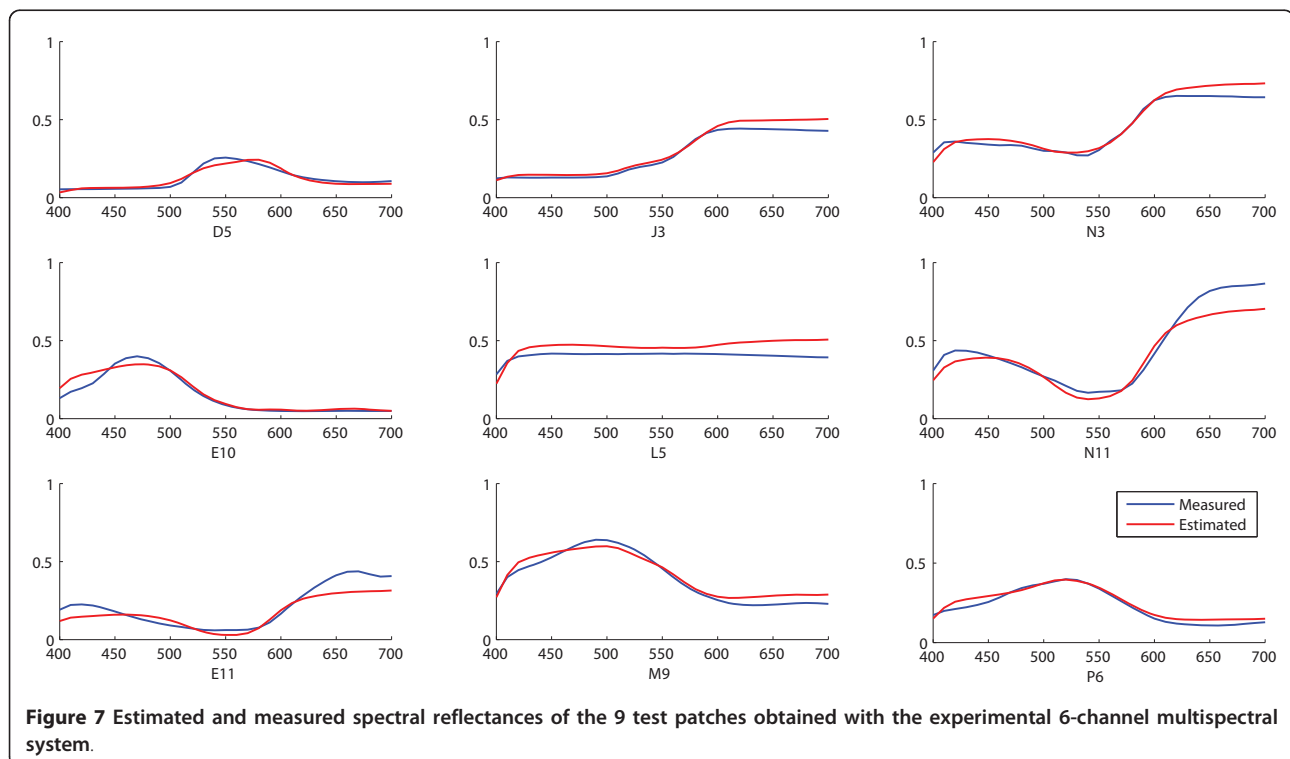 1 1 1
0.5 0.5 0.5
0 0 0
400 450 500 550 600 650 700 400 450 500 550 600 650 700 400 450 500 550 600 650 700
D5 J3 N3
1 1 1
0.5 0.5 0.5
0 0 0
400 450 500 550 600 650 700 400 450 500 550 600 650 700 400 450 500 550 600 650 700
E10 L5 N11
1 1 1
Measured
Estimated
0.5 0.5 0.5
0 0 0
400 450 500 550 600 650 700 400 450 500 550 600 650 700 400 450 500 550 600 650 700
E11 M9 P6
Figure 7 Estimated and measured spectral reflectances of the 9 test patches obtained with the experimental 6-channel multispectral
system.